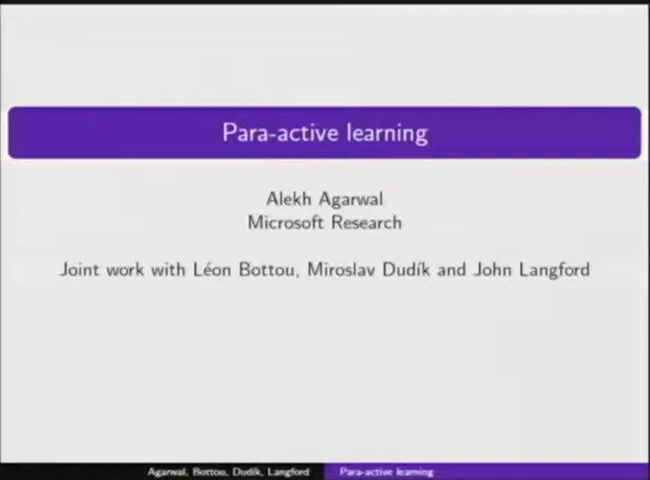 Para-active learning
Alekh Agarwal
Microsoft Research
Joint work with Léon Bottou, Miroslav Dudík and John Langford
Agarwal, Bottou, Dudík, Langford
Para-active learning